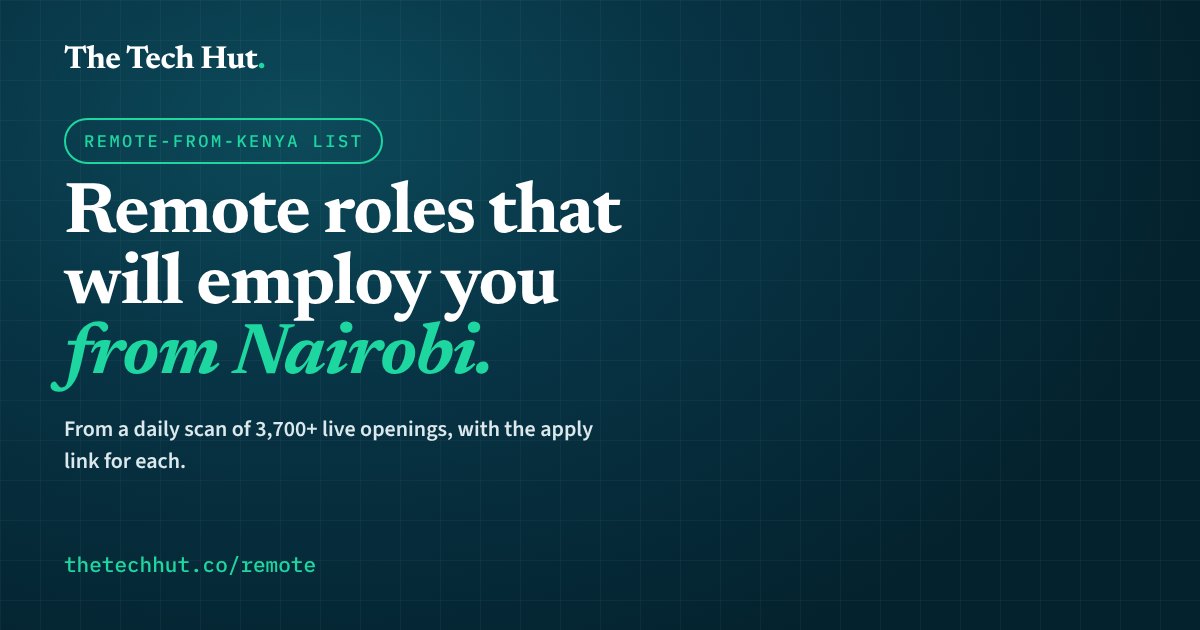 The Tech Hut.
REMOTE-FROM-KENYA LIST
Remote roles that
will employ you
from Nairobi.
From a daily scan of 3,700+ live openings, with the apply
link for each.
thetechhut.co/remote